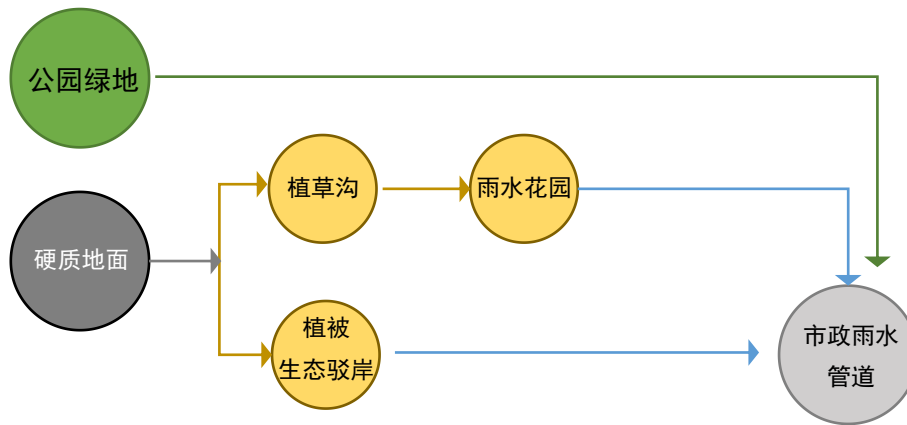 公园绿地
植草沟
雨水花园
硬质地面
植被
生态驳岸
市政雨水
管道